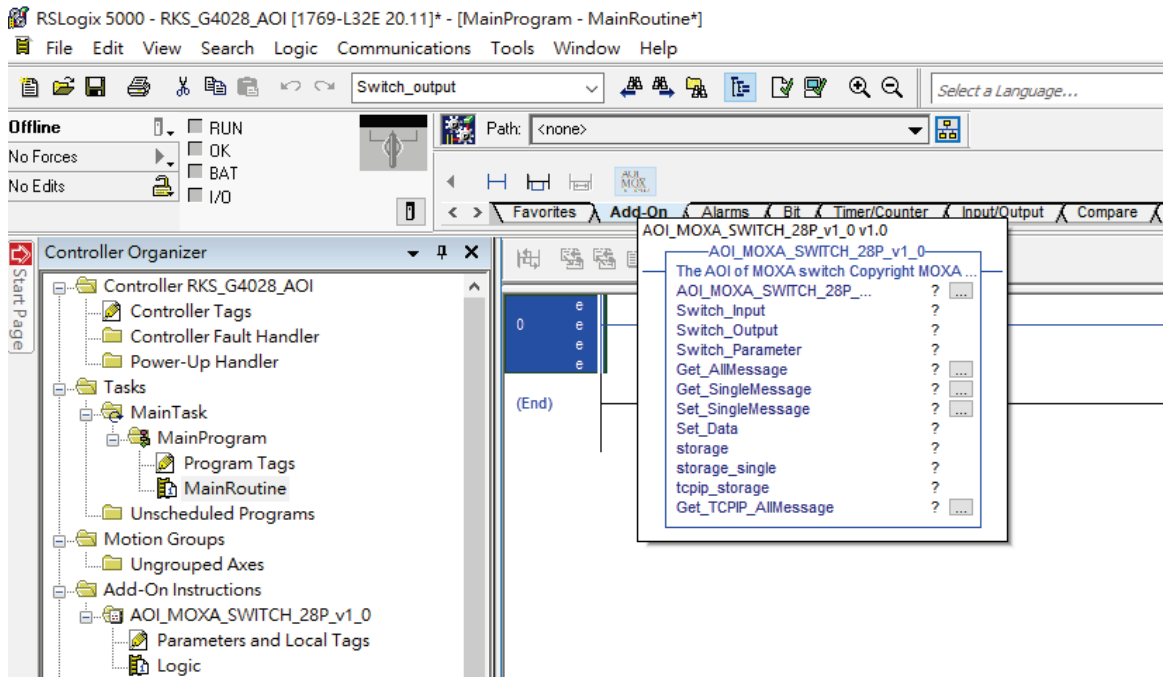 RSLogix 5000 - RKS_G4028_AOI [1769-L32E 20.11]* - [MainProgram - MainRoutine*]
File Edit View Search Logic Communications Tools Window Help
Switch_output
Select a Language...
Offline
RUN
No Forces
OK
No Edits
BAT
I/O
Path: <none>
AOI
Favorites Add-On Alarms Bit Timer/Counter Input/Output Compare
Start Page
Controller Organizer
Controller RKS_G4028_AOI
Controller Tags
Controller Fault Handler
Power-Up Handler
Tasks
MainTask
MainProgram
Program Tags
MainRoutine
Unscheduled Programs
Motion Groups
Ungrouped Axes
Add-On Instructions
AOI_MOXA_SWITCH_28P_v1_0
Parameters and Local Tags
Logic
0
e
e
e
e
(End)
AOI_MOXA_SWITCH_28P_v1_0 v1.0
AOI_MOXA_SWITCH_28P_v1_0
The AOI of MOXA switch Copyright MOXA ...
AOI_MOXA_SWITCH_28P_... ? ...
Switch_Input ?
Switch_Output ?
Switch_Parameter ?
Get_AllMessage ? ...
Get_SingleMessage ? ...
Set_SingleMessage ? ...
Set_Data ?
storage ?
storage_single ?
tcpip_storage ?
Get_TCPIP_AllMessage ? ...